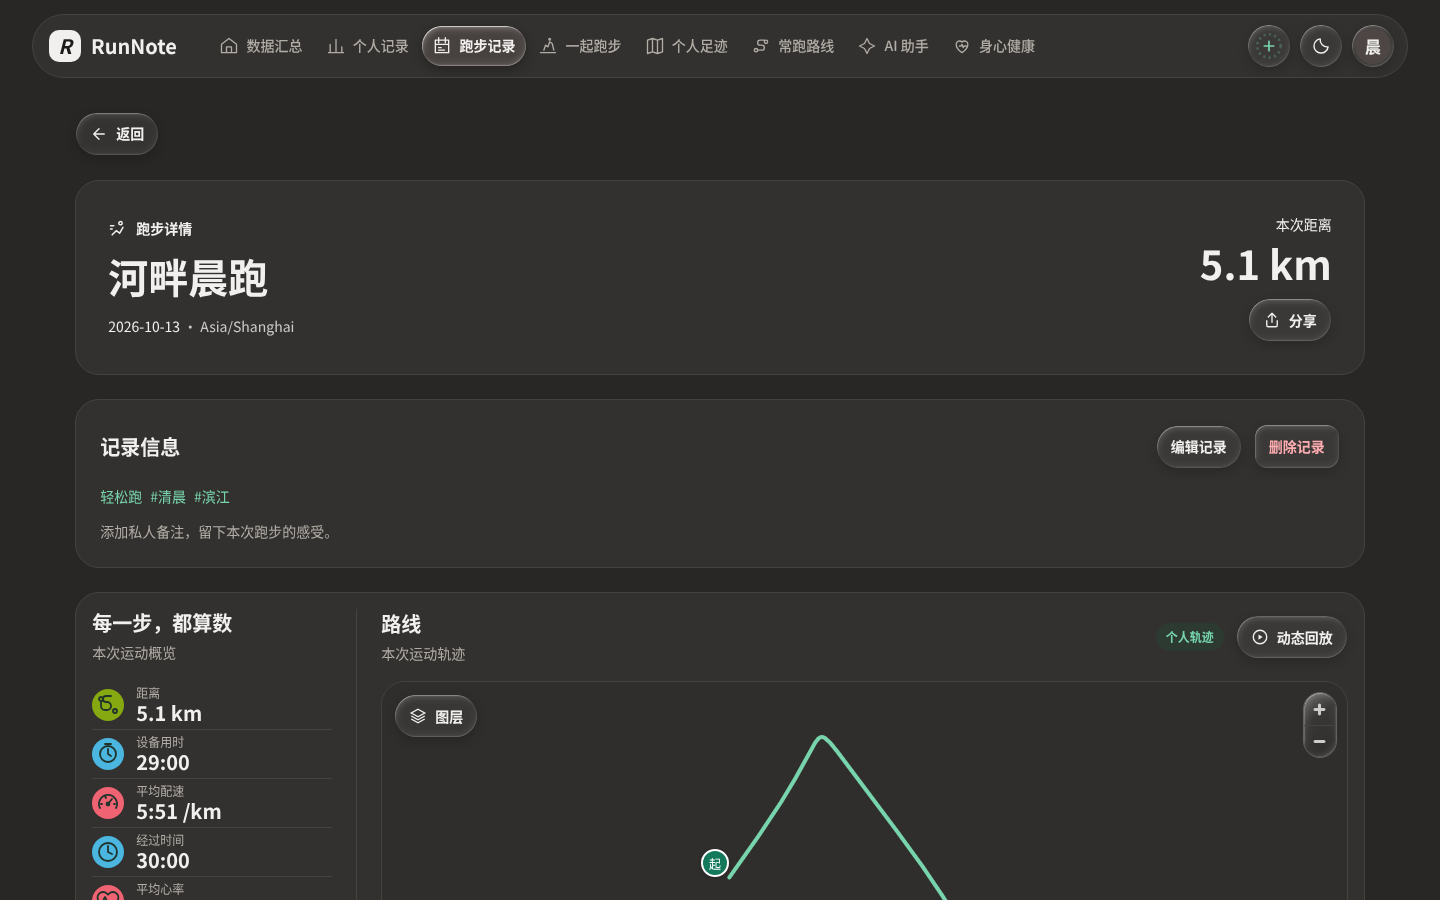 R RunNote 数据汇总 个人记录 跑步记录 一起跑步 个人足迹 常跑路线 AI 助手 身心健康 晨
返回
跑步详情
河畔晨跑
2026-10-13 • Asia/Shanghai
本次距离
5.1 km
分享
记录信息
编辑记录 删除记录
轻松跑 #清晨 #滨江
添加私人备注，留下本次跑步的感受。
每一步，都算数
本次运动概览
距离
5.1 km
设备用时
29:00
平均配速
5:51 /km
经过时间
30:00
平均心率
路线
本次运动轨迹
个人轨迹 动态回放
图层
+
−
起